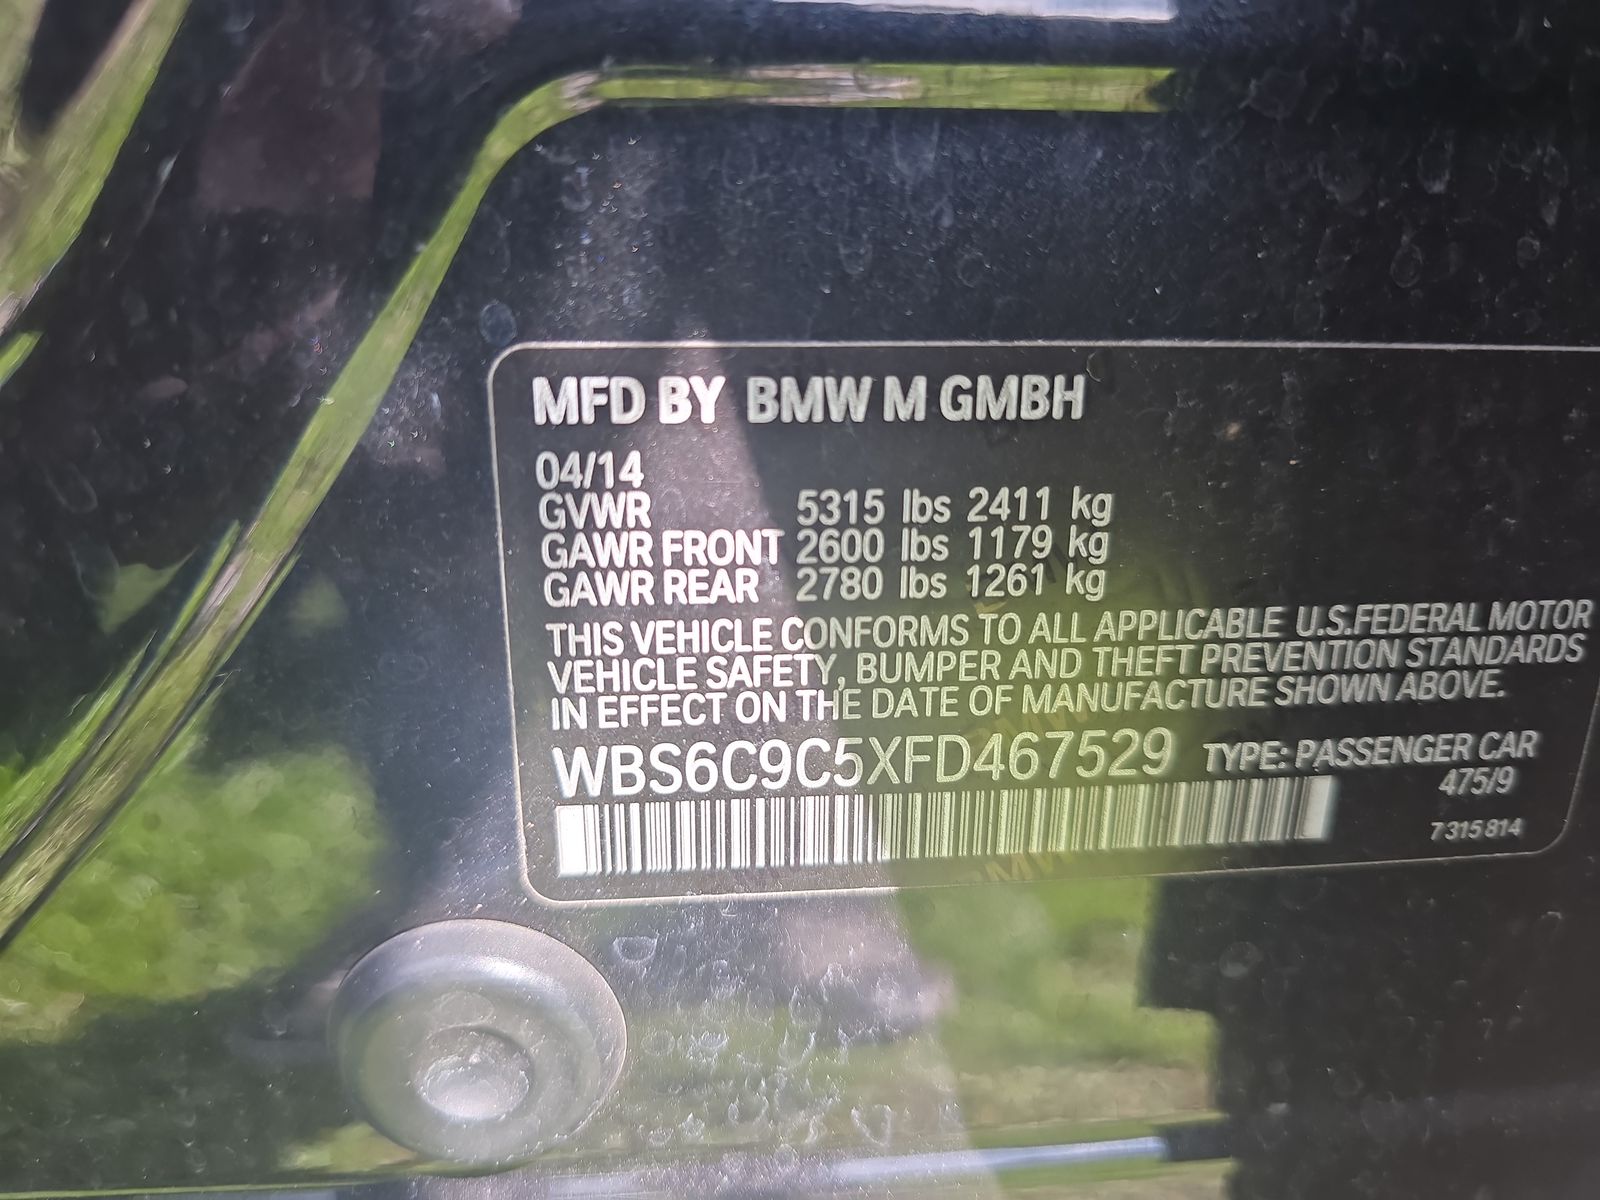 MFD BY BMW M GMBH
04/14
GVWR 5315 lbs 2411 kg
GAWR FRONT 2600 lbs 1179 kg
GAWR REAR 2780 lbs 1261 kg
THIS VEHICLE CONFORMS TO ALL APPLICABLE U.S.FEDERAL MOTOR
VEHICLE SAFETY, BUMPER AND THEFT PREVENTION STANDARDS
IN EFFECT ON THE DATE OF MANUFACTURE SHOWN ABOVE.
WBS6C9C5XFD467529 TYPE: PASSENGER CAR
475/9
7 315 814